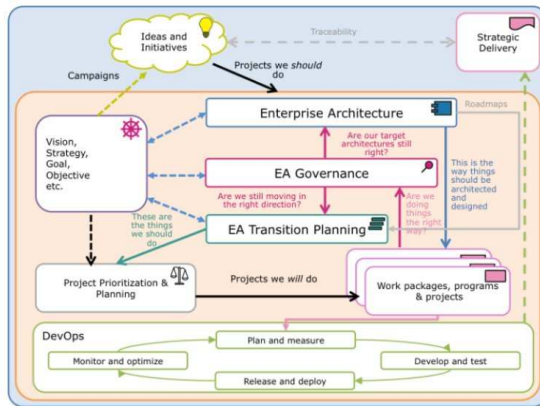 Ideas and
Initiatives
Traceability
Strategic
Delivery
Campaigns
Projects we should
do
Enterprise Architecture
Roadmaps
Vision,
Strategy,
Goal,
Objective
etc.
Are our target
architectures still
right?
This is the
way things
should be
architected
and
designed
EA Governance
Are we still moving in
the right direction?
Are we
doing
things
the right
way?
These are
the things
we should
do
EA Transition Planning
Project Prioritization &
Planning
Projects we will do
Work packages, programs
& projects
DevOps
Plan and measure
Monitor and optimize
Develop and test
Release and deploy